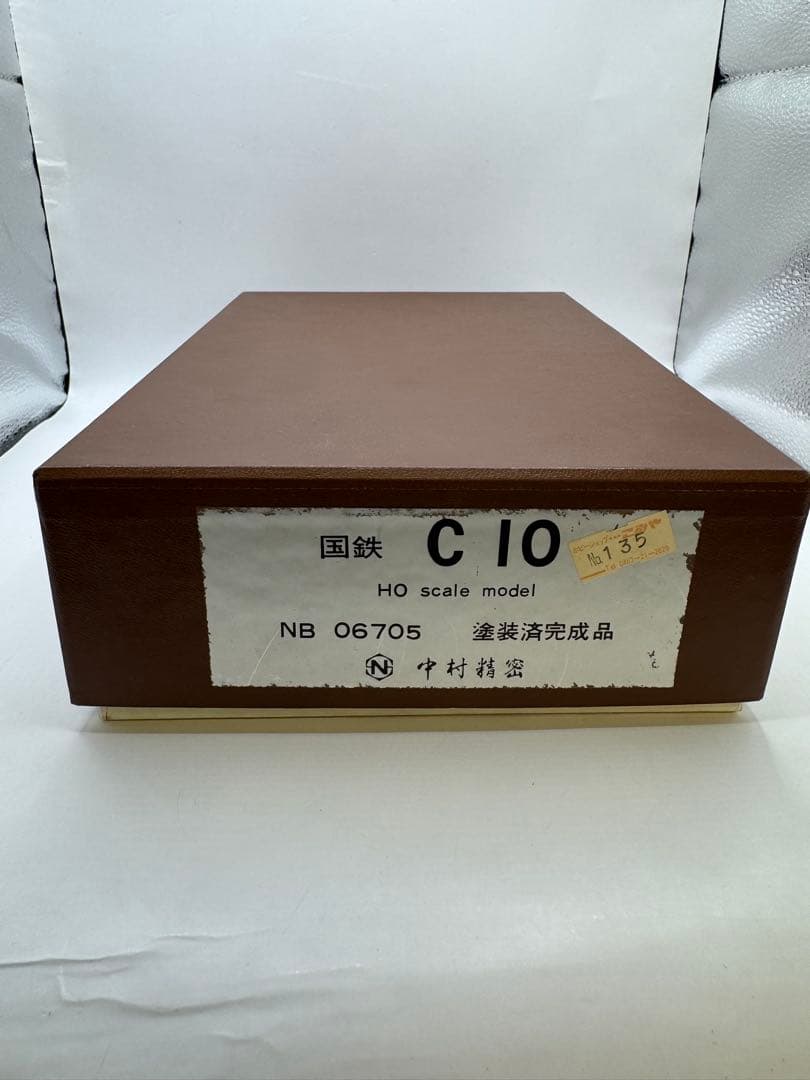 国鉄 C 10
HO scale model
NB 06705 塗装済完成品
N 中村精密
No.135